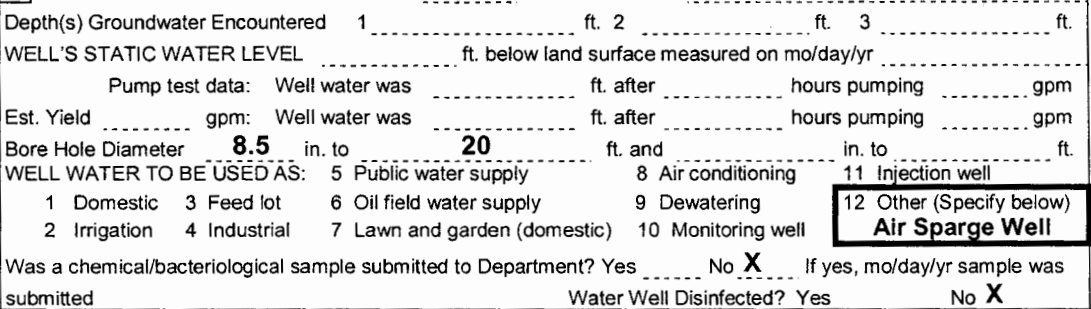 Depth(s) Groundwater Encountered 1 ft. 2 ft. 3 ft.
WELL'S STATIC WATER LEVEL ft. below land surface measured on mo/day/yr
Pump test data: Well water was ft. after hours pumping gpm
Est. Yield gpm: Well water was ft. after hours pumping gpm
Bore Hole Diameter 8.5 in. to 20 ft. and in. to ft.
WELL WATER TO BE USED AS: 5 Public water supply 8 Air conditioning 11 Injection well
1 Domestic 3 Feed lot 6 Oil field water supply 9 Dewatering 12 Other (Specify below)
2 Irrigation 4 Industrial 7 Lawn and garden (domestic) 10 Monitoring well Air Sparge Well
Was a chemical/bacteriological sample submitted to Department? Yes No X If yes, mo/day/yr sample was
submitted Water Well Disinfected? Yes No X